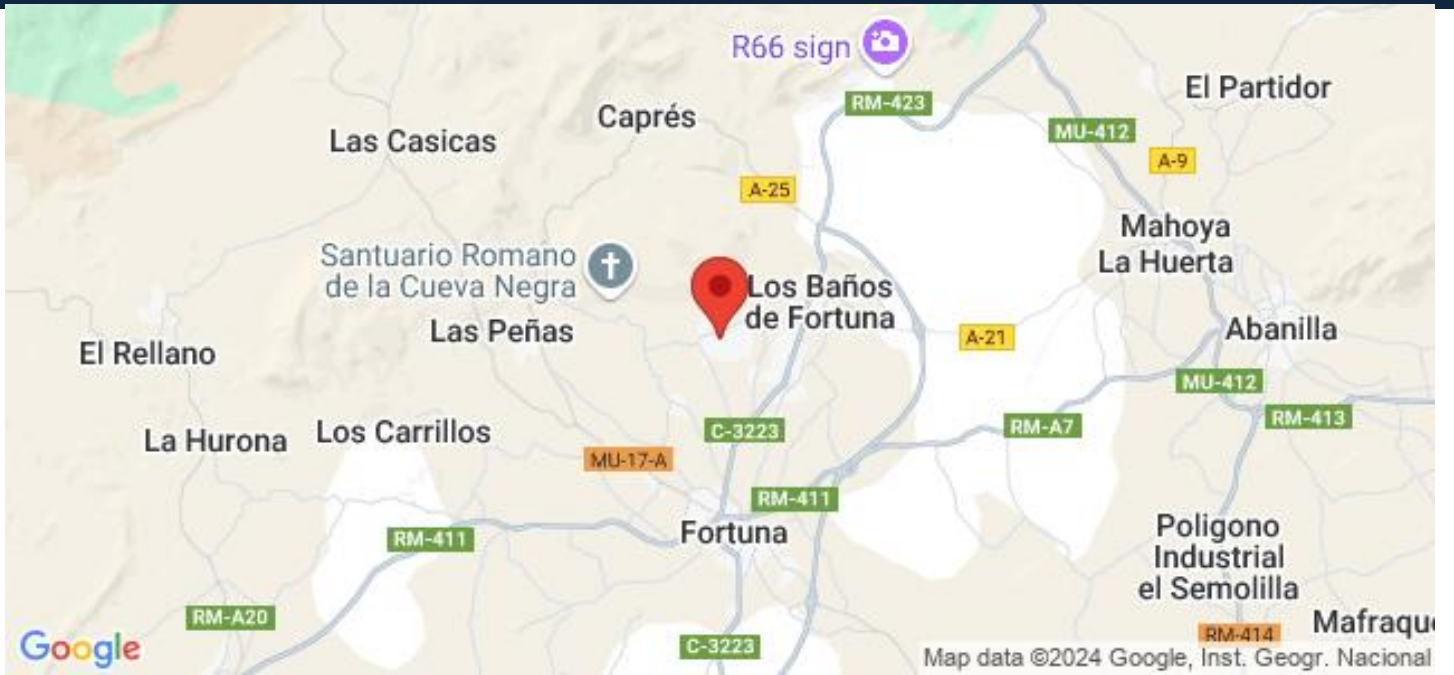 R66 sign
RM-423
El Partidor
Caprés
MU-412
Las Casicas
A-9
A-25
Mahoya
La Huerta
Santuario Romano
de la Cueva Negra
Los Baños
de Fortuna
Las Peñas
A-21
Abanilla
El Rellano
MU-412
RM-413
La Hurona
Los Carrillos
C-3223
RM-A7
MU-17-A
RM-411
Fortuna
RM-411
Poligono
Industrial
el Semolilla
RM-A20
Mafraque
RM-414
Google
C-3223
Map data ©2024 Google, Inst. Geogr. Nacional